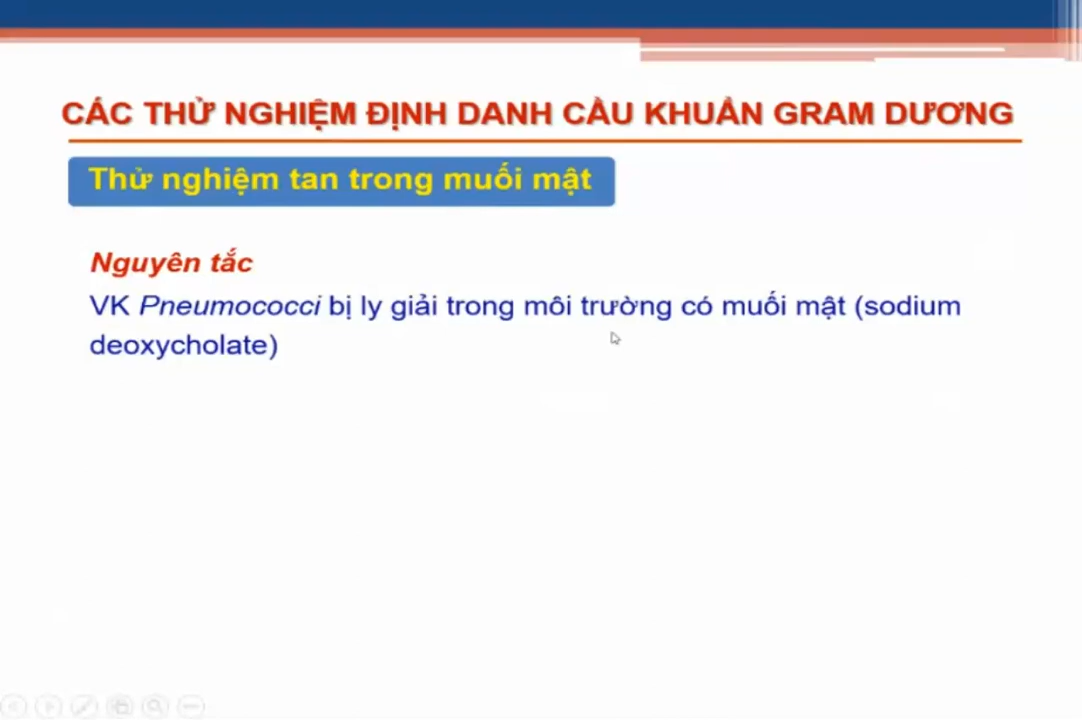 CÁC THỬ NGHIỆM ĐỊNH DANH CẦU KHUẨN GRAM DƯƠNG
Thử nghiệm tan trong muối mật
Nguyên tắc
VK Pneumococci bị ly giải trong môi trường có muối mật (sodium
deoxycholate)